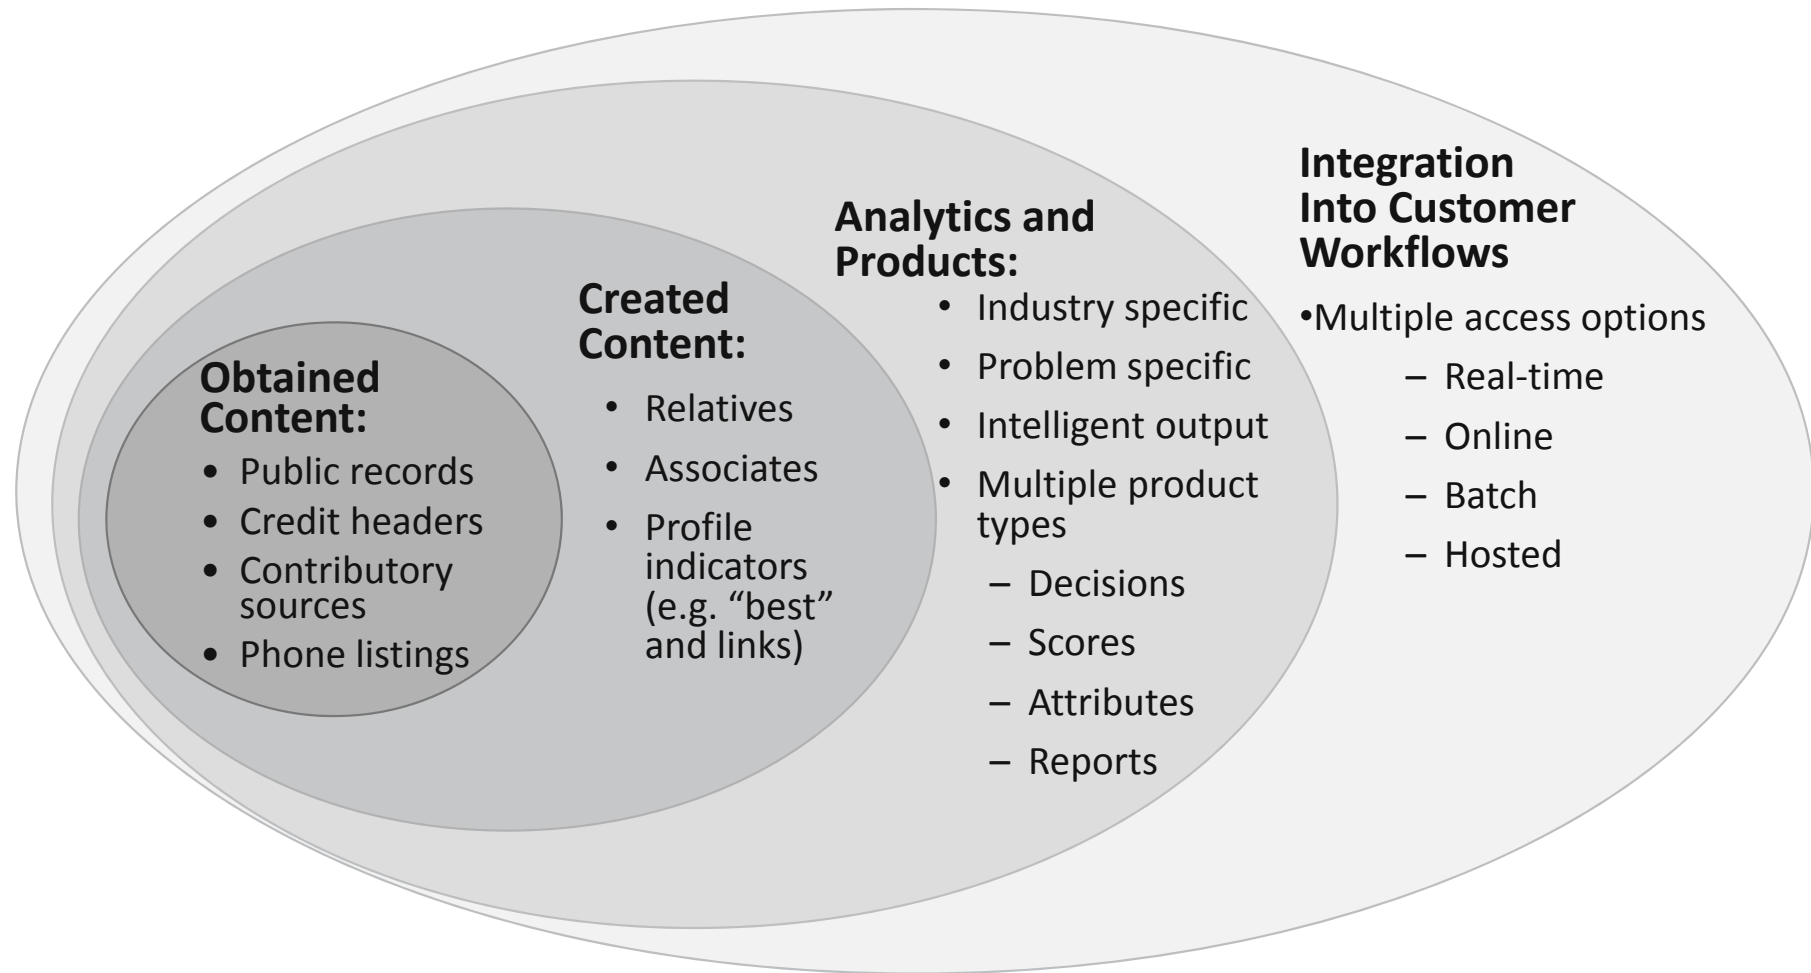 Obtained
Content:
• Public records
• Credit headers
• Contributory
sources
• Phone listings
Created
Content:
• Relatives
• Associates
• Profile
indicators
(e.g. “best”
and links)
Analytics and
Products:
• Industry specific
• Problem specific
• Intelligent output
• Multiple product
types
– Decisions
– Scores
– Attributes
– Reports
Integration
Into Customer
Workflows
•Multiple access options
– Real-time
– Online
– Batch
– Hosted